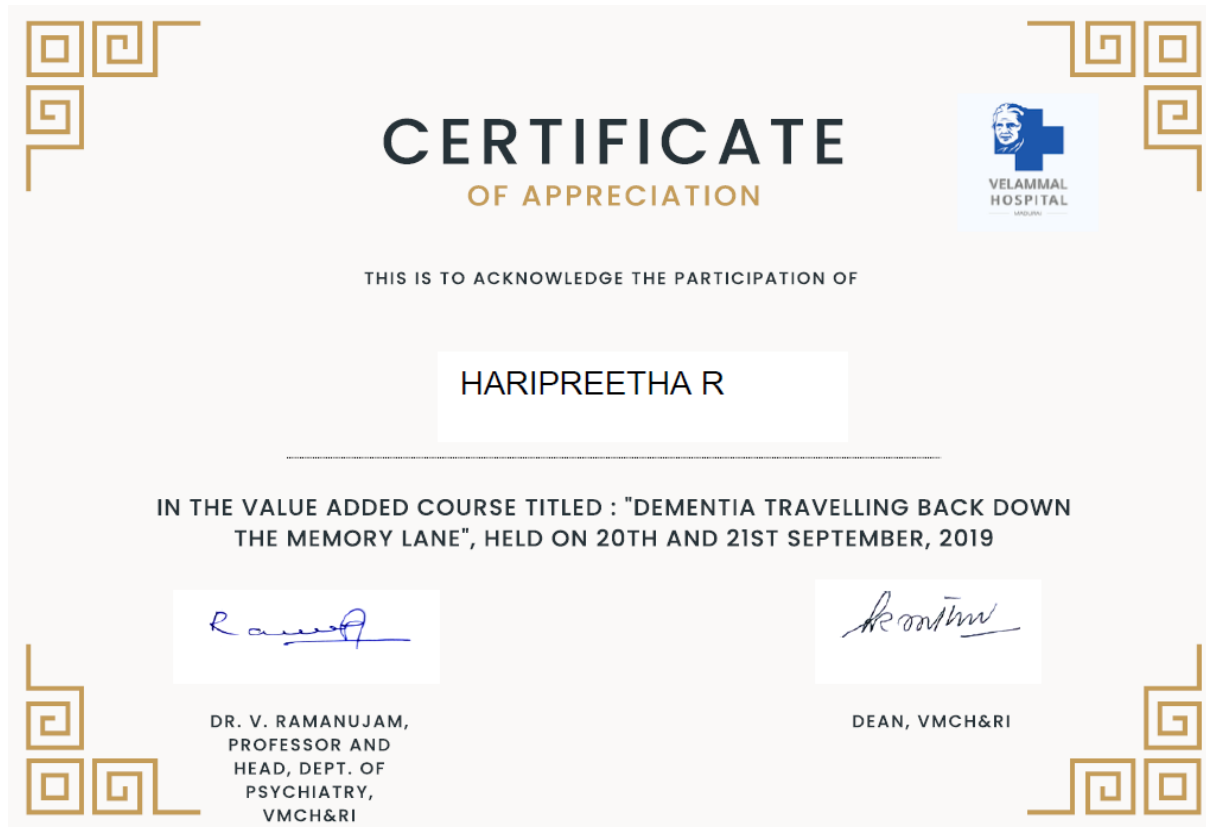 CERTIFICATE
OF APPRECIATION
VELAMMAL
HOSPITAL
MADURAI
THIS IS TO ACKNOWLEDGE THE PARTICIPATION OF
HARIPREETHA R
IN THE VALUE ADDED COURSE TITLED : "DEMENTIA TRAVELLING BACK DOWN
THE MEMORY LANE", HELD ON 20TH AND 21ST SEPTEMBER, 2019
DR. V. RAMANUJAM,
PROFESSOR AND
HEAD, DEPT. OF
PSYCHIATRY,
VMCH&RI
DEAN, VMCH&RI